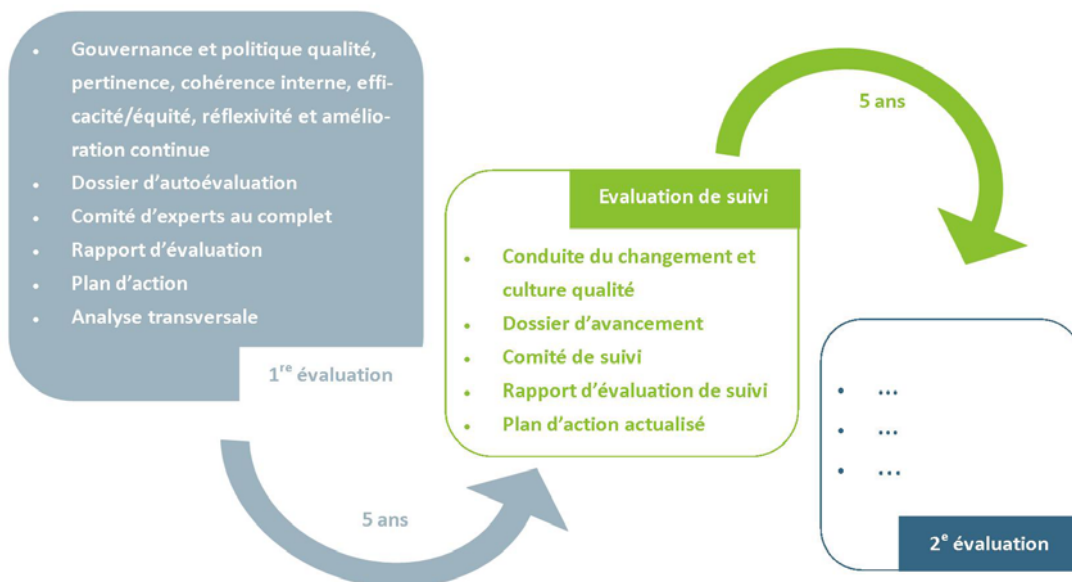 • Gouvernance et politique qualité,
pertinence, cohérence interne, effi-
cacité/équité, réflexivité et amélio-
ration continue
• Dossier d’autoévaluation
• Comité d’experts au complet
• Rapport d’évaluation
• Plan d’action
• Analyse transversale
1re évaluation
5 ans
Evaluation de suivi
• Conduite du changement et
culture qualité
• Dossier d’avancement
• Comité de suivi
• Rapport d’évaluation de suivi
• Plan d’action actualisé
5 ans
• ...
• ...
• ...
2e évaluation